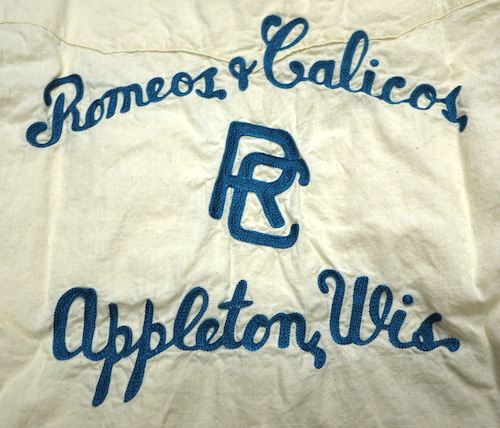 Romeos & Calicos,
RC
Appleton, Wis.